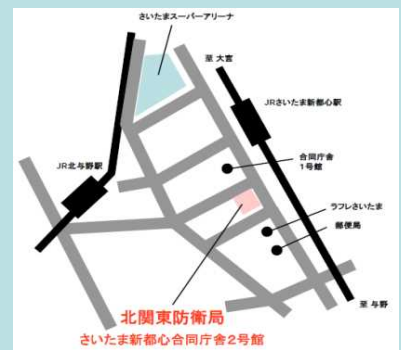 さいたまスーパーアリーナ
至 大宮
JRさいたま新都心駅
JR北与野駅
合同庁舎
1号館
ラフレさいたま
郵便局
至 与野
北関東防衛局
さいたま新都心合同庁舎2号館